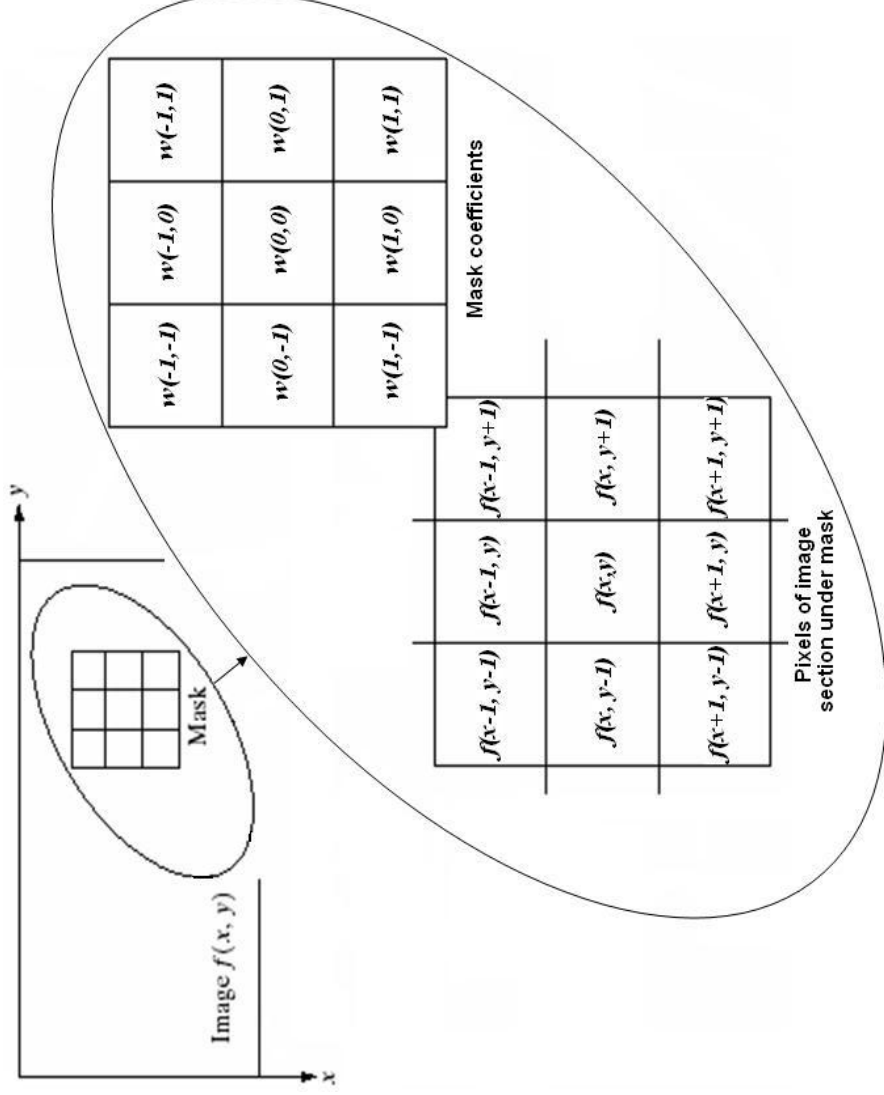 y
Mask
Image f(x, y)
x
w(-1,-1) w(-1,0) w(-1,1)
w(0,-1) w(0,0) w(0,1)
w(1,-1) w(1,0) w(1,1)
Mask coefficients
f(x-1, y-1) f(x-1, y) f(x-1, y+1)
f(x, y-1) f(x,y) f(x, y+1)
f(x+1, y-1) f(x+1, y) f(x+1, y+1)
Pixels of image
section under mask